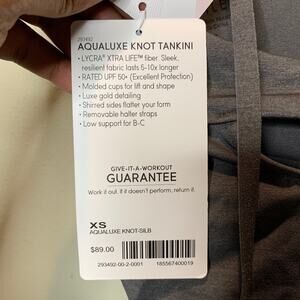 293492
AQUALUXE KNOT TANKINI
• LYCRA® XTRA LIFE™ fiber. Sleek,
resilient fabric lasts 5-10x longer
• RATED UPF 50+ (Excellent Protection)
• Molded cups for lift and shape
• Luxe gold detailing
• Shirred sides flatter your form
• Removable halter straps
• Low support for B-C
GIVE-IT-A-WORKOUT
GUARANTEE
Work it out. If it doesn't perform, return it.
XS
AQUALUXE KNOT-SILB
$89.00
293492-00-2-0001 185567400019